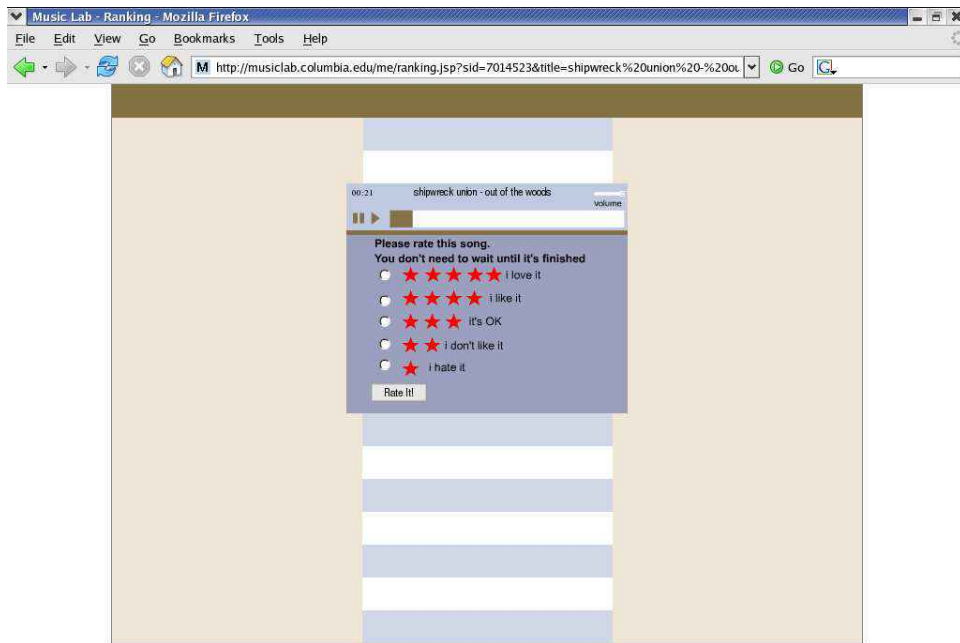 Music Lab - Ranking - Mozilla Firefox
File Edit View Go Bookmarks Tools Help
M http://musiclab.columbia.edu/me/ranking.jsp?sid=7014523&title=shipwreck%20union%20-%20ou Go G
00:21 shipwreck union - out of the woods
volume
Please rate this song.
You don't need to wait until it's finished
i love it
i like it
it's OK
i don't like it
i hate it
Rate It!